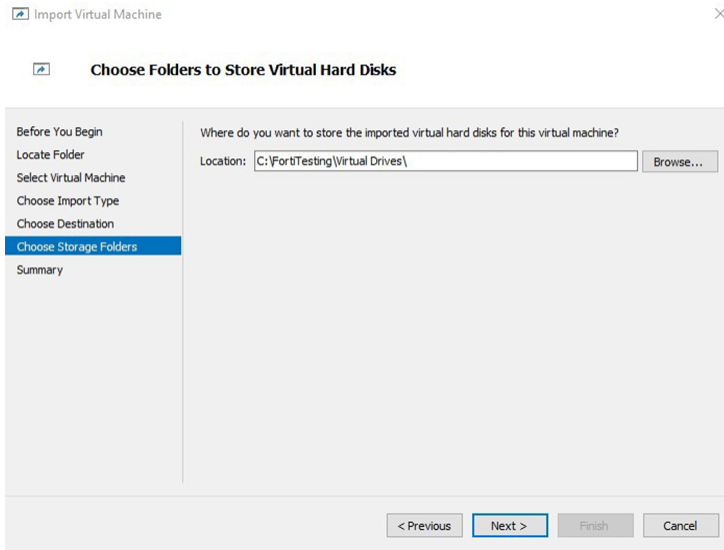 Import Virtual Machine
Choose Folders to Store Virtual Hard Disks
Before You Begin
Locate Folder
Select Virtual Machine
Choose Import Type
Choose Destination
Choose Storage Folders
Summary
Where do you want to store the imported virtual hard disks for this virtual machine?
Location: C:\FortiTesting\Virtual Drives\ Browse...
< Previous Next > Finish Cancel